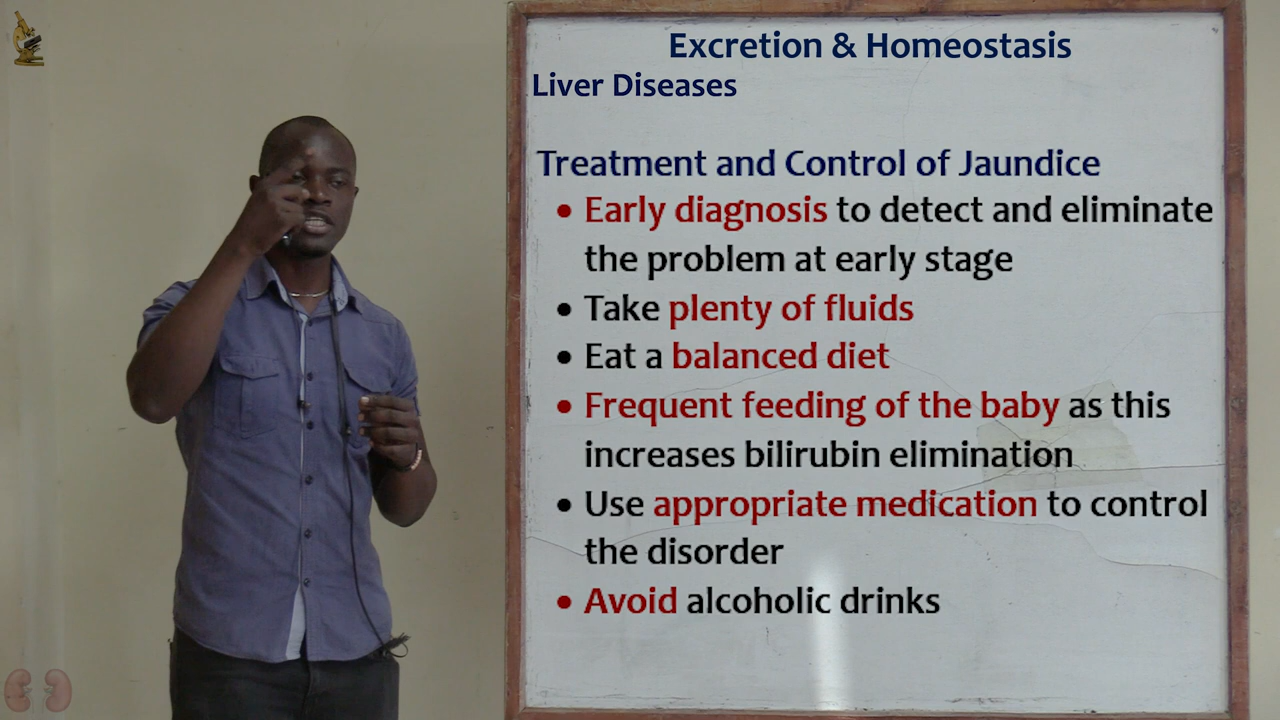 Excretion & Homeostasis
Liver Diseases
Treatment and Control of Jaundice
• Early diagnosis to detect and eliminate
the problem at early stage
• Take plenty of fluids
• Eat a balanced diet
• Frequent feeding of the baby as this
increases bilirubin elimination
• Use appropriate medication to control
the disorder
• Avoid alcoholic drinks